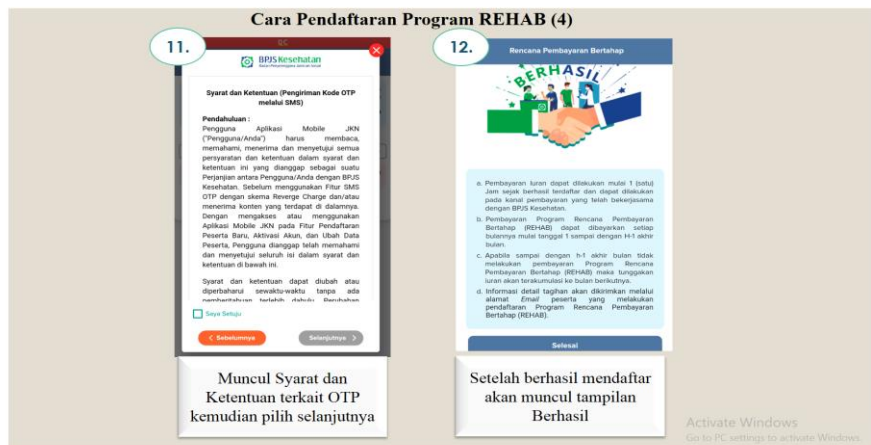 Cara Pendaftaran Program REHAB (4)
11.
BPJS Kesehatan
Badan Penyelenggara Jaminan Sosial
Syarat dan Ketentuan (Pengiriman Kode OTP
melalui SMS)
Pendahuluan :
Pengguna Aplikasi Mobile JKN
("Pengguna/Anda") harus membaca,
memahami, menerima dan menyetujui semua
persyaratan dan ketentuan dalam syarat dan
ketentuan ini yang dianggap sebagai suatu
Perjanjian antara Pengguna/Anda dengan BPJS
Kesehatan. Sebelum menggunakan Fitur SMS
OTP dengan skema Reverge Charge dan/atau
menerima konten yang terdapat di dalamnya.
Dengan mengakses atau menggunakan
Aplikasi Mobile JKN pada Fitur Pendaftaran
Peserta Baru, Aktivasi Akun, dan Ubah Data
Peserta, Pengguna dianggap telah memahami
dan menyetujui seluruh isi dalam syarat dan
ketentuan di bawah ini.
Syarat dan ketentuan dapat diubah atau
diperbaharui sewaktu-waktu tanpa ada
pemberitahuan terlebih dahulu. Perubahan
Saya Setuju
< Sebelumnya
Selanjutnya >
Muncul Syarat dan
Ketentuan terkait OTP
kemudian pilih selanjutnya
12.
Rencana Pembayaran Bertahap
BERHASIL
a. Pembayaran Iuran dapat dilakukan mulai 1 (satu)
Jam sejak berhasil terdaftar dan dapat dilakukan
pada kanal pembayaran yang telah bekerjasama
dengan BPJS Kesehatan.
b. Pembayaran Program Rencana Pembayaran
Bertahap (REHAB) dapat dibayarkan setiap
bulannya mulai tanggal 1 sampai dengan H-1 akhir
bulan.
c. Apabila sampai dengan h-1 akhir bulan tidak
melakukan pembayaran Program Rencana
Pembayaran Bertahap (REHAB) maka tunggakan
iuran akan terakumulasi ke bulan berikutnya.
d. Informasi detail tagihan akan dikirimkan melalui
alamat Email peserta yang melakukan
pendaftaran Program Rencana Pembayaran
Bertahap (REHAB).
Selesai
Setelah berhasil mendaftar
akan muncul tampilan
Berhasil
Activate Windows
Go to PC settings to activate Windows.